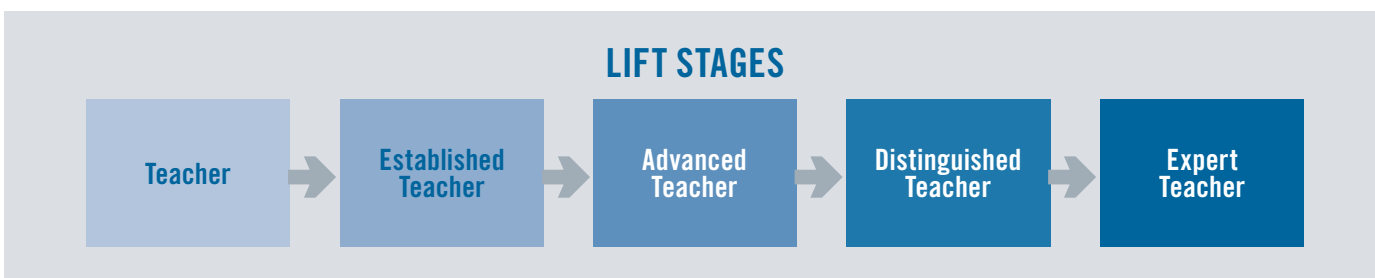 LIFT STAGES
Teacher
Established
Teacher
Advanced
Teacher
Distinguished
Teacher
Expert
Teacher